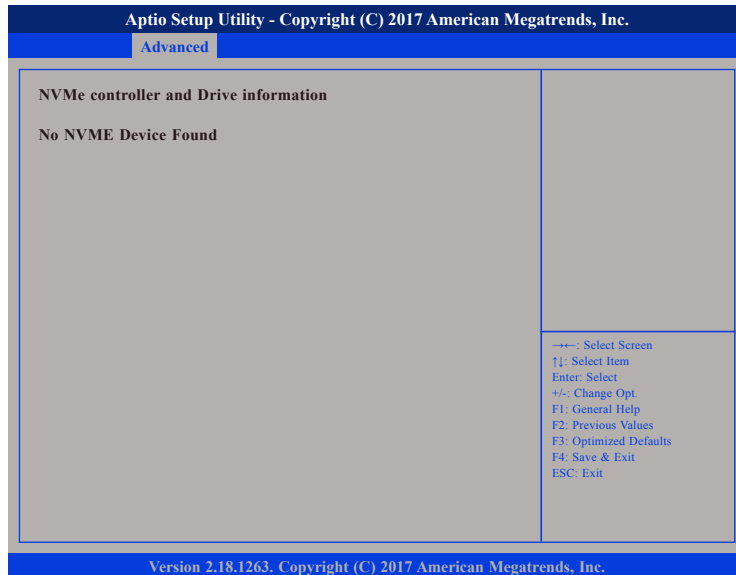 Aptio Setup Utility - Copyright (C) 2017 American Megatrends, Inc.
Advanced
NVMe controller and Drive information
No NVME Device Found
→←: Select Screen
↑↓: Select Item
Enter: Select
+/-: Change Opt.
F1: General Help
F2: Previous Values
F3: Optimized Defaults
F4: Save & Exit
ESC: Exit
Version 2.18.1263. Copyright (C) 2017 American Megatrends, Inc.